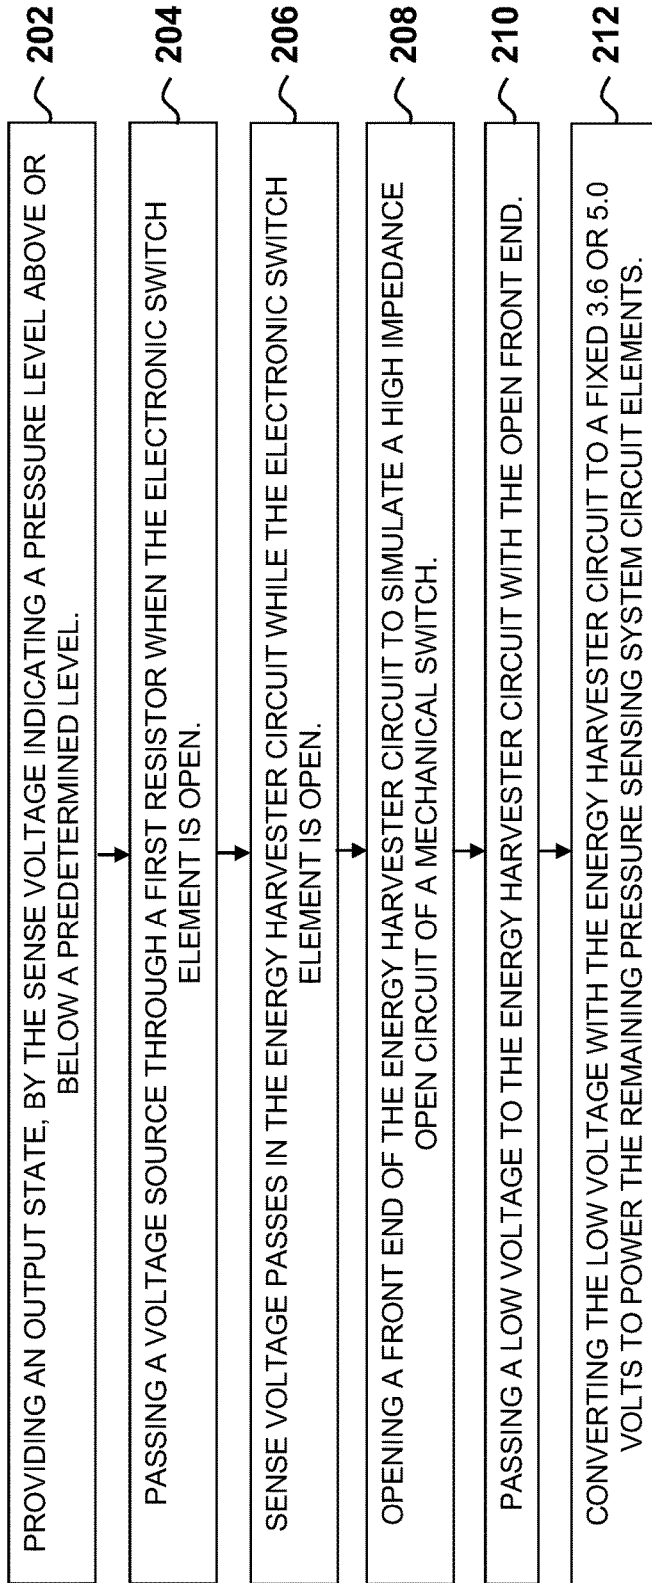 PROVIDING AN OUTPUT STATE, BY THE SENSE VOLTAGE INDICATING A PRESSURE LEVEL ABOVE OR
BELOW A PREDETERMINED LEVEL.
202
PASSING A VOLTAGE SOURCE THROUGH A FIRST RESISTOR WHEN THE ELECTRONIC SWITCH
ELEMENT IS OPEN.
204
SENSE VOLTAGE PASSES IN THE ENERGY HARVESTER CIRCUIT WHILE THE ELECTRONIC SWITCH
ELEMENT IS OPEN.
206
OPENING A FRONT END OF THE ENERGY HARVESTER CIRCUIT TO SIMULATE A HIGH IMPEDANCE
OPEN CIRCUIT OF A MECHANICAL SWITCH.
208
PASSING A LOW VOLTAGE TO THE ENERGY HARVESTER CIRCUIT WITH THE OPEN FRONT END.
210
CONVERTING THE LOW VOLTAGE WITH THE ENERGY HARVESTER CIRCUIT TO A FIXED 3.6 OR 5.0
VOLTS TO POWER THE REMAINING PRESSURE SENSING SYSTEM CIRCUIT ELEMENTS.
212